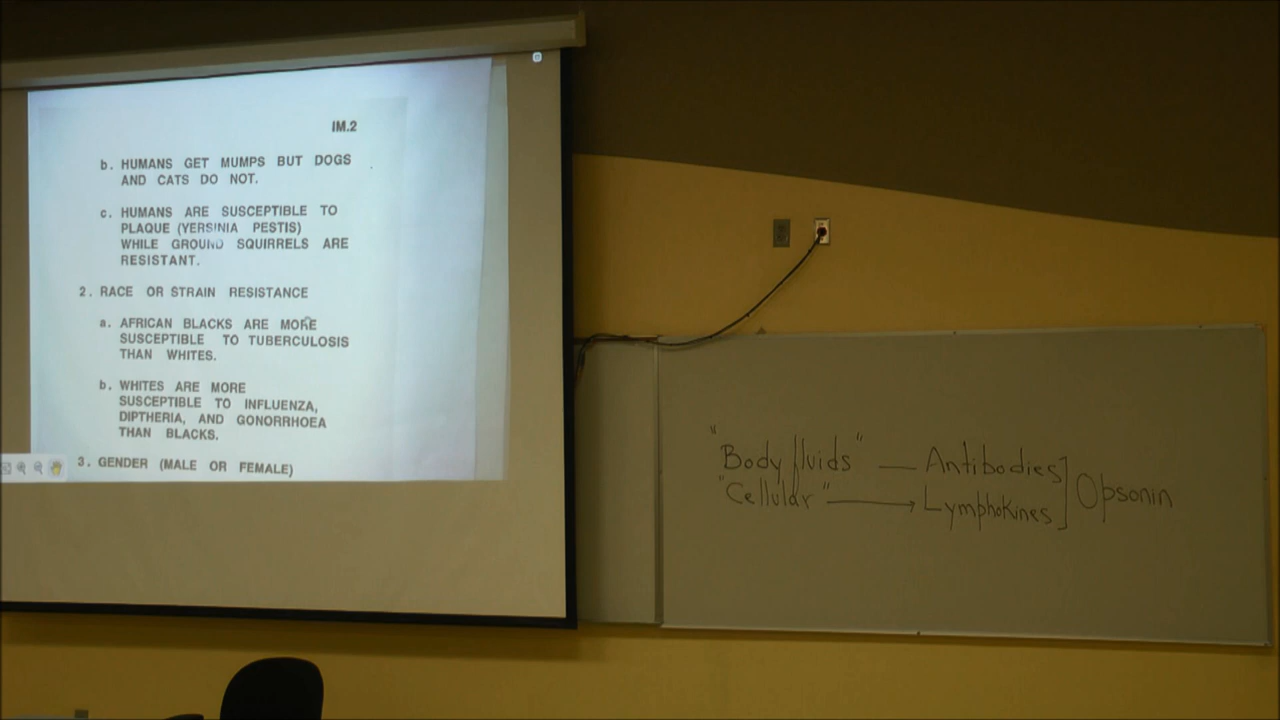 IM.2
b. HUMANS GET MUMPS BUT DOGS
AND CATS DO NOT.
c. HUMANS ARE SUSCEPTIBLE TO
PLAQUE (YERSINIA PESTIS)
WHILE GROUND SQUIRRELS ARE
RESISTANT.
2. RACE OR STRAIN RESISTANCE
a. AFRICAN BLACKS ARE MORE
SUSCEPTIBLE TO TUBERCULOSIS
THAN WHITES.
b. WHITES ARE MORE
SUSCEPTIBLE TO INFLUENZA,
DIPTHERIA, AND GONORRHOEA
THAN BLACKS.
3. GENDER (MALE OR FEMALE)
"Body fluids" — Antibodies
"Cellular" → Lymphokines ] Opsonin